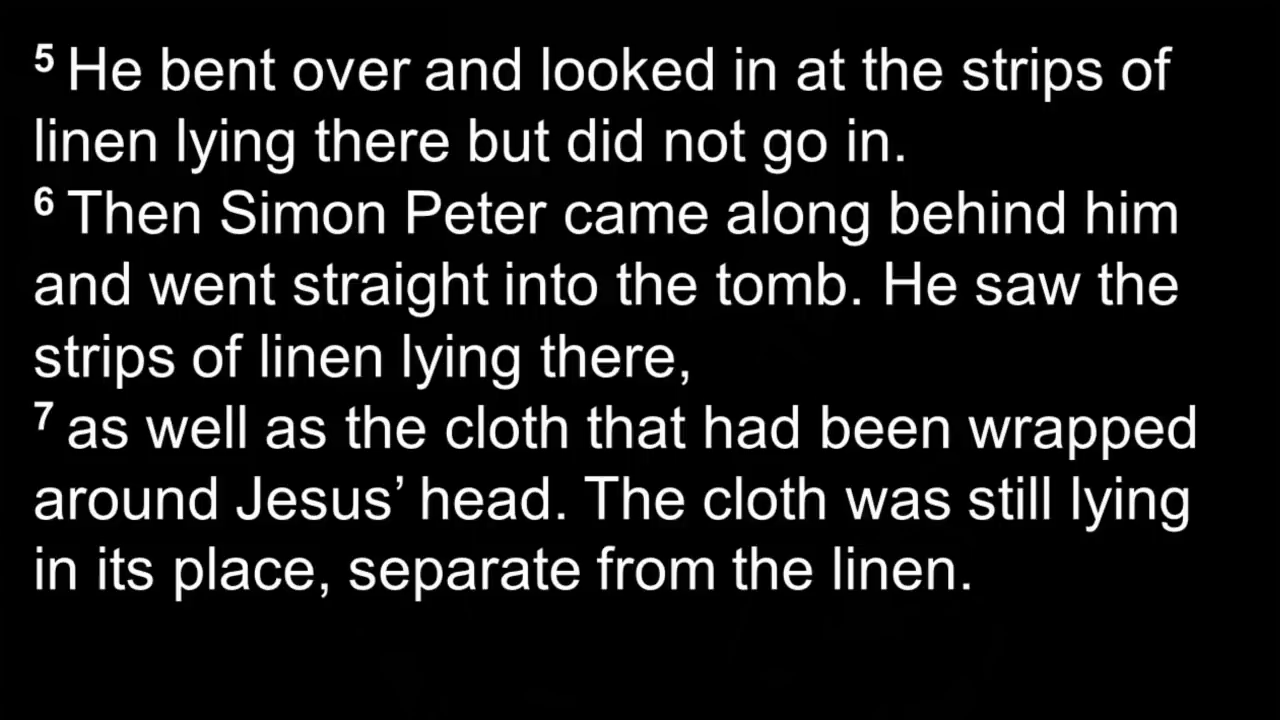 5 He bent over and looked in at the strips of
linen lying there but did not go in.
6 Then Simon Peter came along behind him
and went straight into the tomb. He saw the
strips of linen lying there,
7 as well as the cloth that had been wrapped
around Jesus’ head. The cloth was still lying
in its place, separate from the linen.